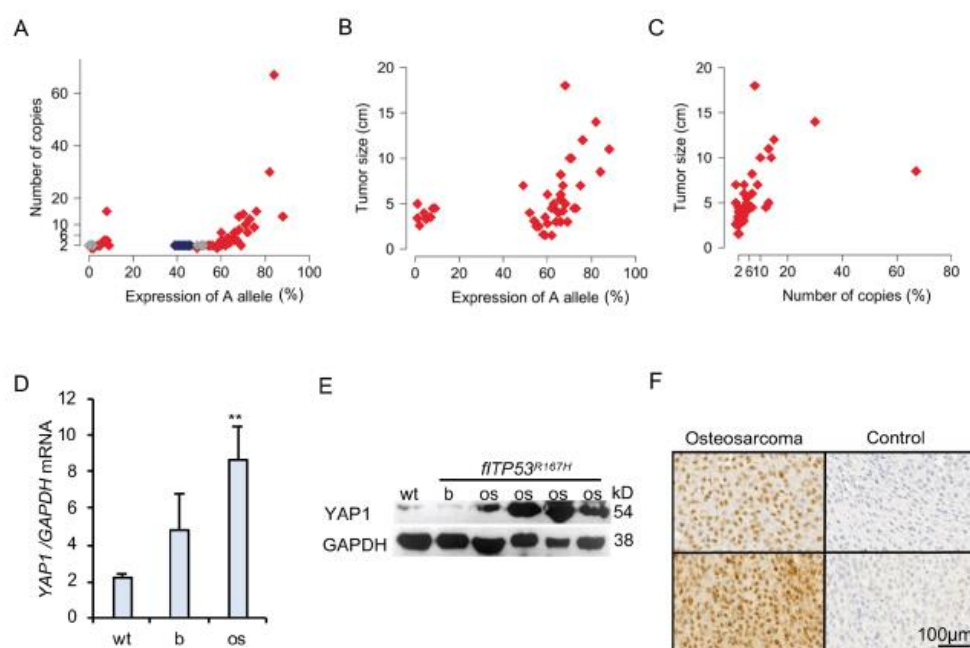 A
B
C
Number of copies
60
40
20
10
6
2
0 20 40 60 80 100
Expression of A allele (%)
Tumor size (cm)
20
15
10
5
0
0 20 40 60 80 100
Expression of A allele (%)
Tumor size (cm)
20
15
10
5
0
2 6 10 20 40 60 80
Number of copies %
D
E
F
YAP1 /GAPDH mRNA
12
10
8
6
4
2
0
**
wt b os
flTP53R167H
wt b os os os os kD
YAP1 54
GAPDH 38
Osteosarcoma Control
100µm